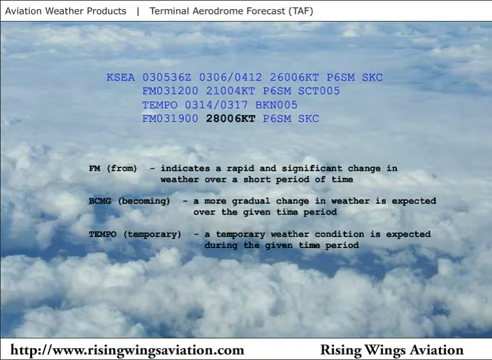 Aviation Weather Products | Terminal Aerodrome Forecast (TAF)
KSEA 030536Z 0306/0412 26006KT P6SM SKC
FM031200 21004KT P6SM SCT005
TEMPO 0314/0317 BKN005
FM031900 28006KT P6SM SKC
FM (from) - indicates a rapid and significant change in
weather over a short period of time
BCMG (becoming) - a more gradual change in weather is expected
over the given time period
TEMPO (temporary) - a temporary weather condition is expected
during the given time period
http://www.risingwingsaviation.com Rising Wings Aviation